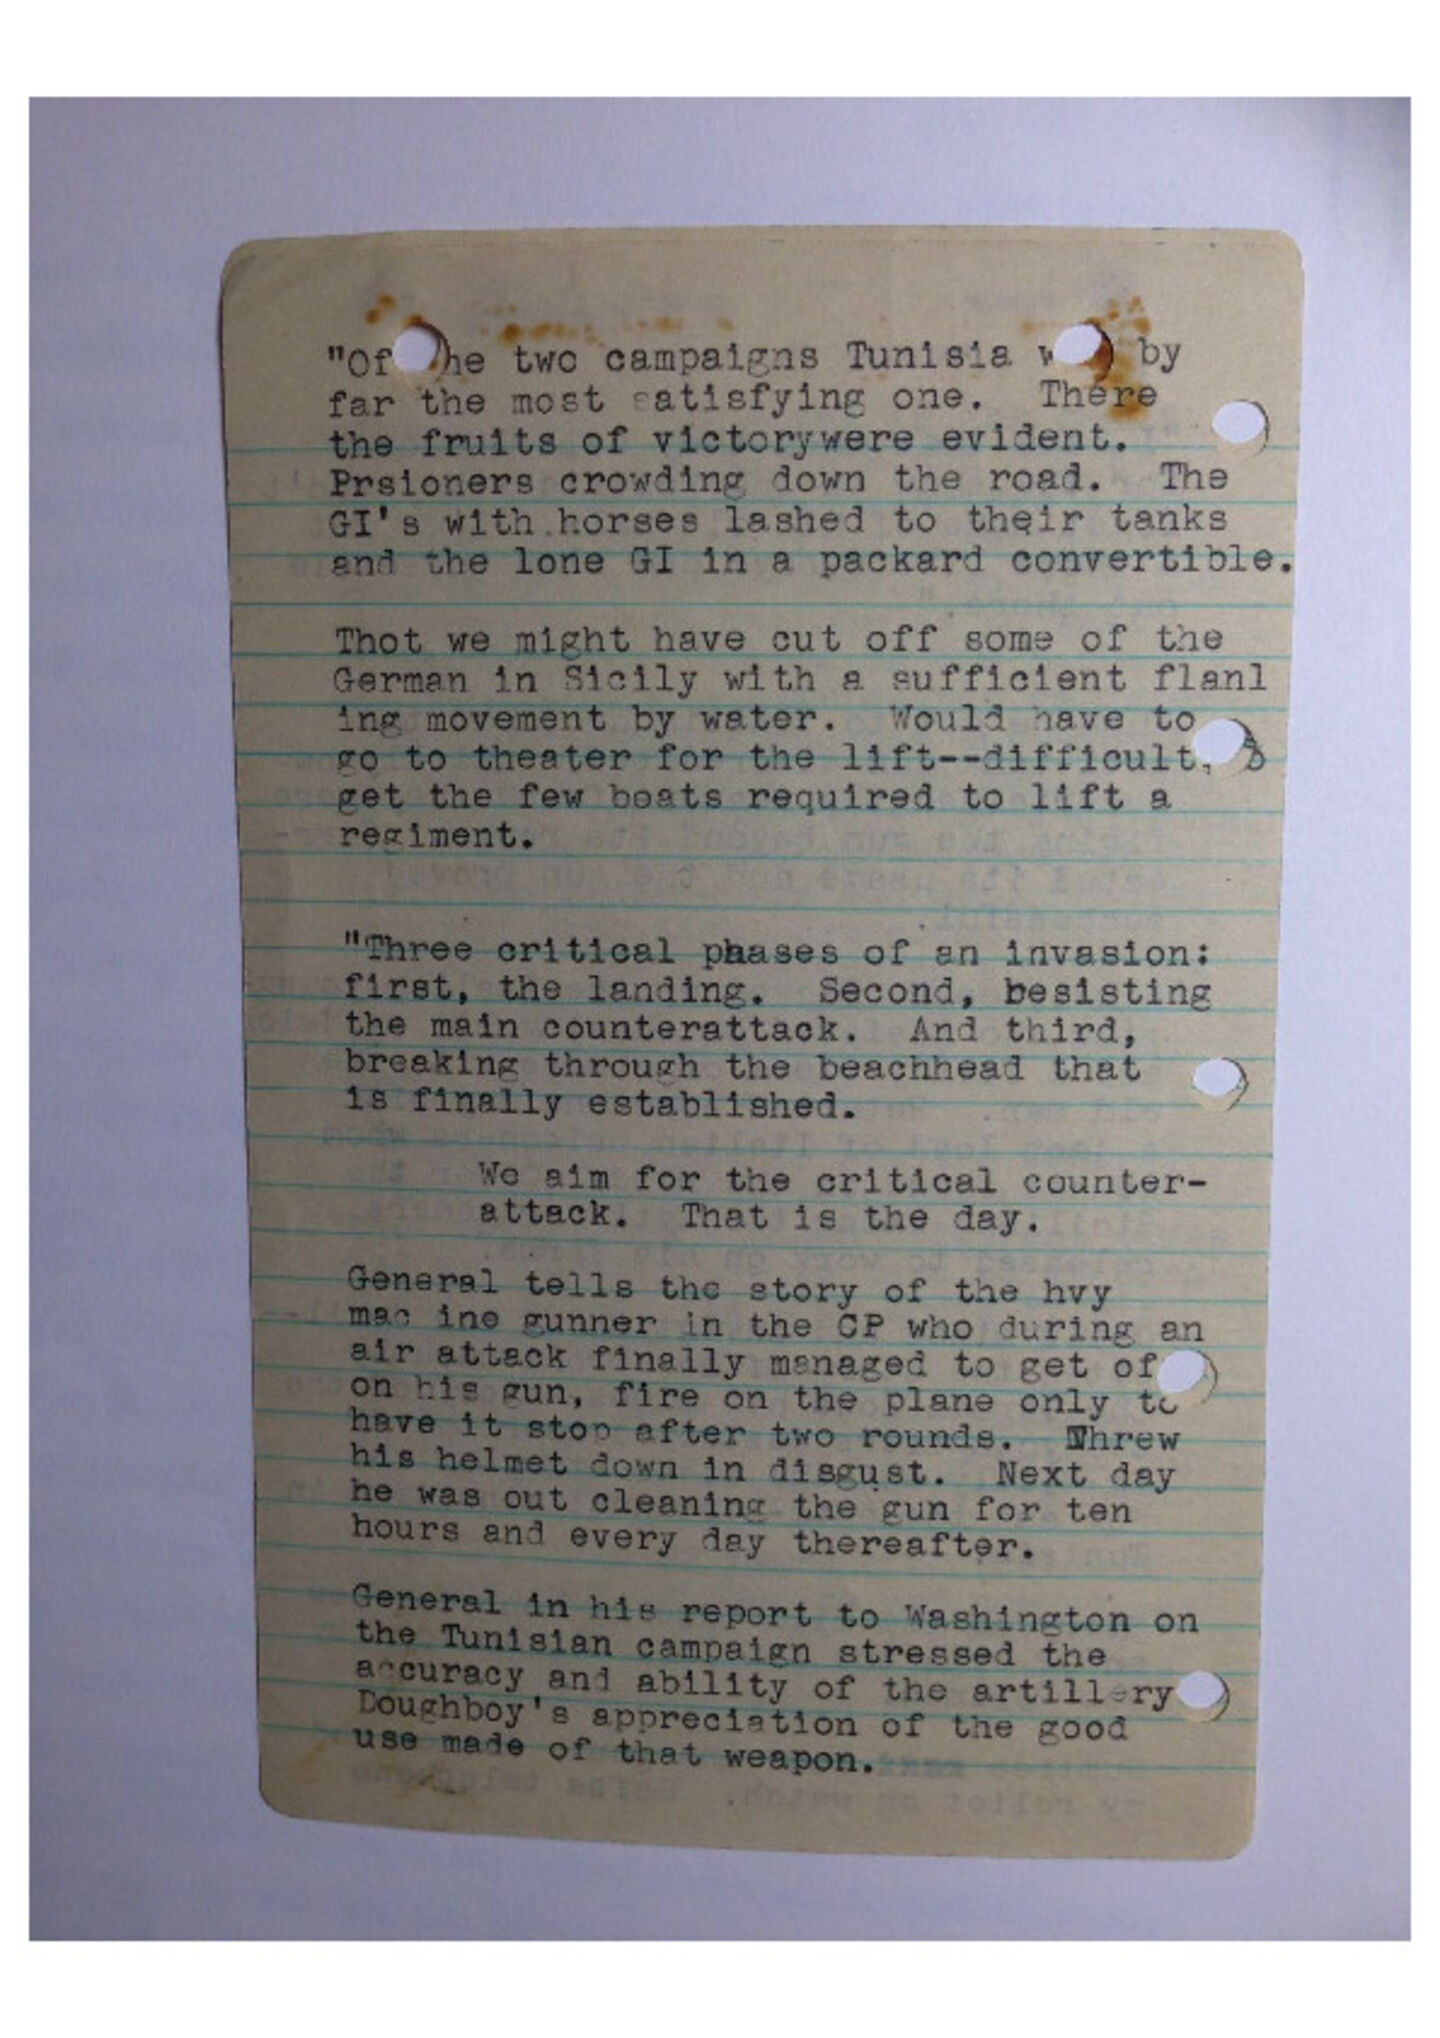 "Of he two campaigns Tunisia w by
far the most satisfying one. There
the fruits of victorywere evident.
Prsioners crowding down the road. The
GI's with horses lashed to their tanks
and the lone GI in a packard convertible.
Thot we might have cut off some of the
German in Sicily with a sufficient flanl
ing movement by water. Would have to
go to theater for the lift--difficult,
get the few boats required to lift a
regiment.
"Three critical phases of an invasion:
first, the landing. Second, besisting
the main counterattack. And third,
breaking through the beachhead that
is finally established.
We aim for the critical counter-
attack. That is the day.
General tells the story of the hvy
mac ine gunner in the CP who during an
air attack finally managed to get of
on his gun, fire on the plane only to
have it stop after two rounds. Threw
his helmet down in disgust. Next day
he was out cleaning the gun for ten
hours and every day thereafter.
General in his report to Washington on
the Tunisian campaign stressed the
accuracy and ability of the artillery
Doughboy's appreciation of the good
use made of that weapon.